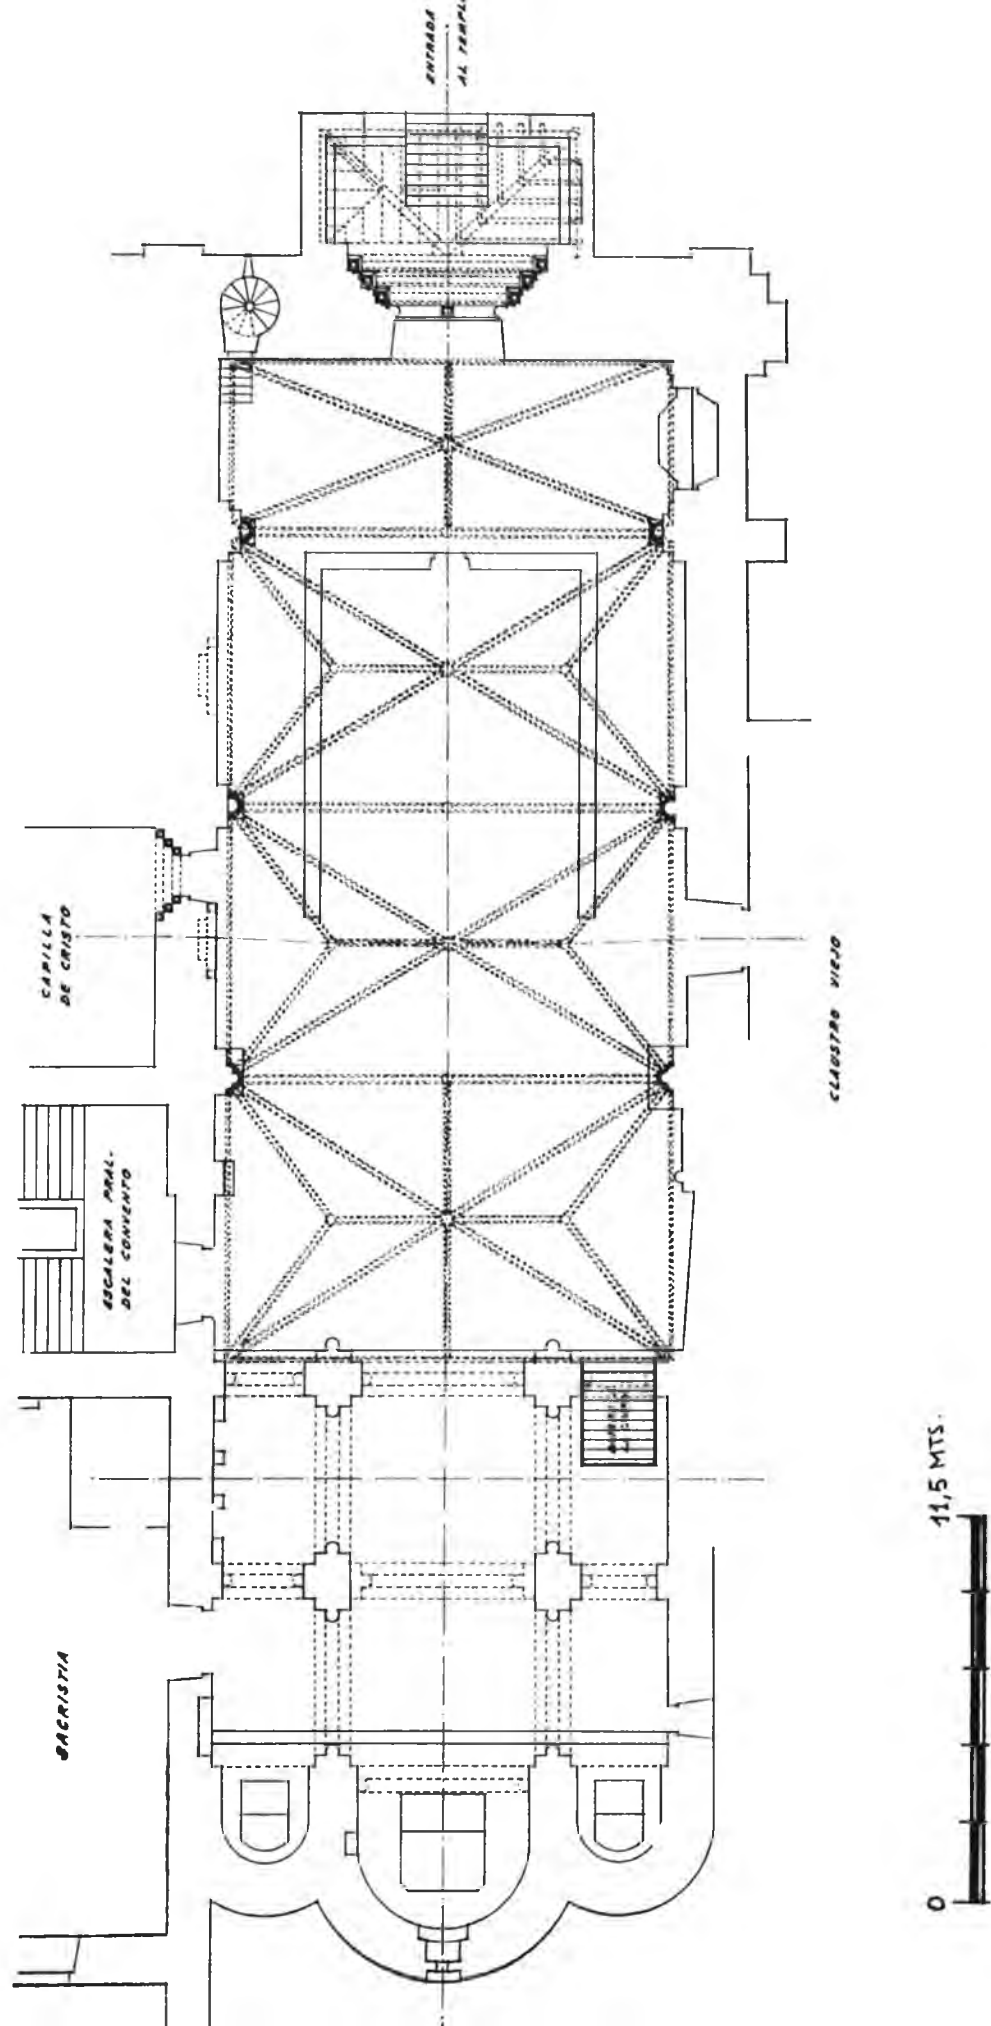 ENTRADA
AL TEMPLO
CAPILLA
DE CRISTO
CLAUSTRO VIEJO
ESCALERA PRAL-
DEL CONVENTO
SACRISTIA
0
11,5 MTS.